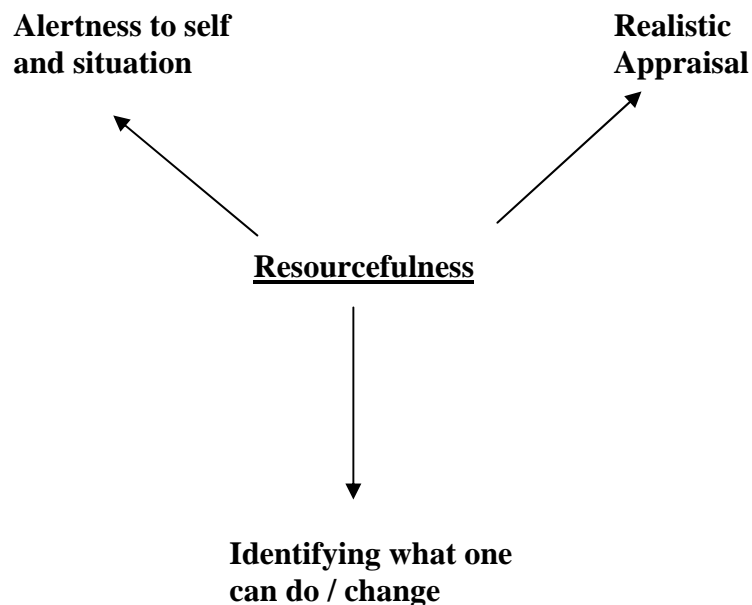 Alertness to self
and situation
Realistic
Appraisal
Resourcefulness
Identifying what one
can do / change